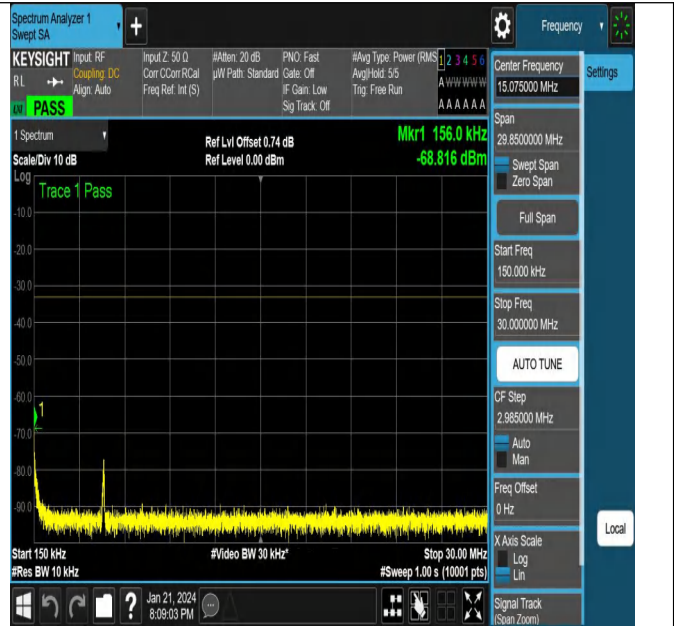 Spectrum Analyzer 1
Swept SA
+
Frequency
KEYSIGHT
RL
PASS
Input: RF
Coupling: DC
Align: Auto
Input Z: 50 Ω
Corr CCorr RCal
Freq Ref: Int (S)
#Atten: 20 dB
µW Path: Standard
PNO: Fast
Gate: Off
IF Gain: Low
Sig Track: Off
#Avg Type: Power (RMS
Avg|Hold: 5/5
Trig: Free Run
1 2 3 4 5 6
A W W W W W
A A A A A A
1 Spectrum
Scale/Div 10 dB
Log
Ref Lvl Offset 0.74 dB
Ref Level 0.00 dBm
Mkr1 156.0 kHz
-68.816 dBm
Trace 1 Pass
-10.0
-20.0
-30.0
-40.0
-50.0
-60.0
1
-70.0
-80.0
-90.0
Start 150 kHz
#Res BW 10 kHz
#Video BW 30 kHz*
Stop 30.00 MHz
#Sweep 1.00 s (10001 pts)
Center Frequency
15.075000 MHz
Settings
Span
29.8500000 MHz
Swept Span
Zero Span
Full Span
Start Freq
150.000 kHz
Stop Freq
30.000000 MHz
AUTO TUNE
CF Step
2.985000 MHz
Auto
Man
Freq Offset
0 Hz
X Axis Scale
Log
Lin
Local
Signal Track
(Span Zoom)
?
Jan 21, 2024
8:09:03 PM